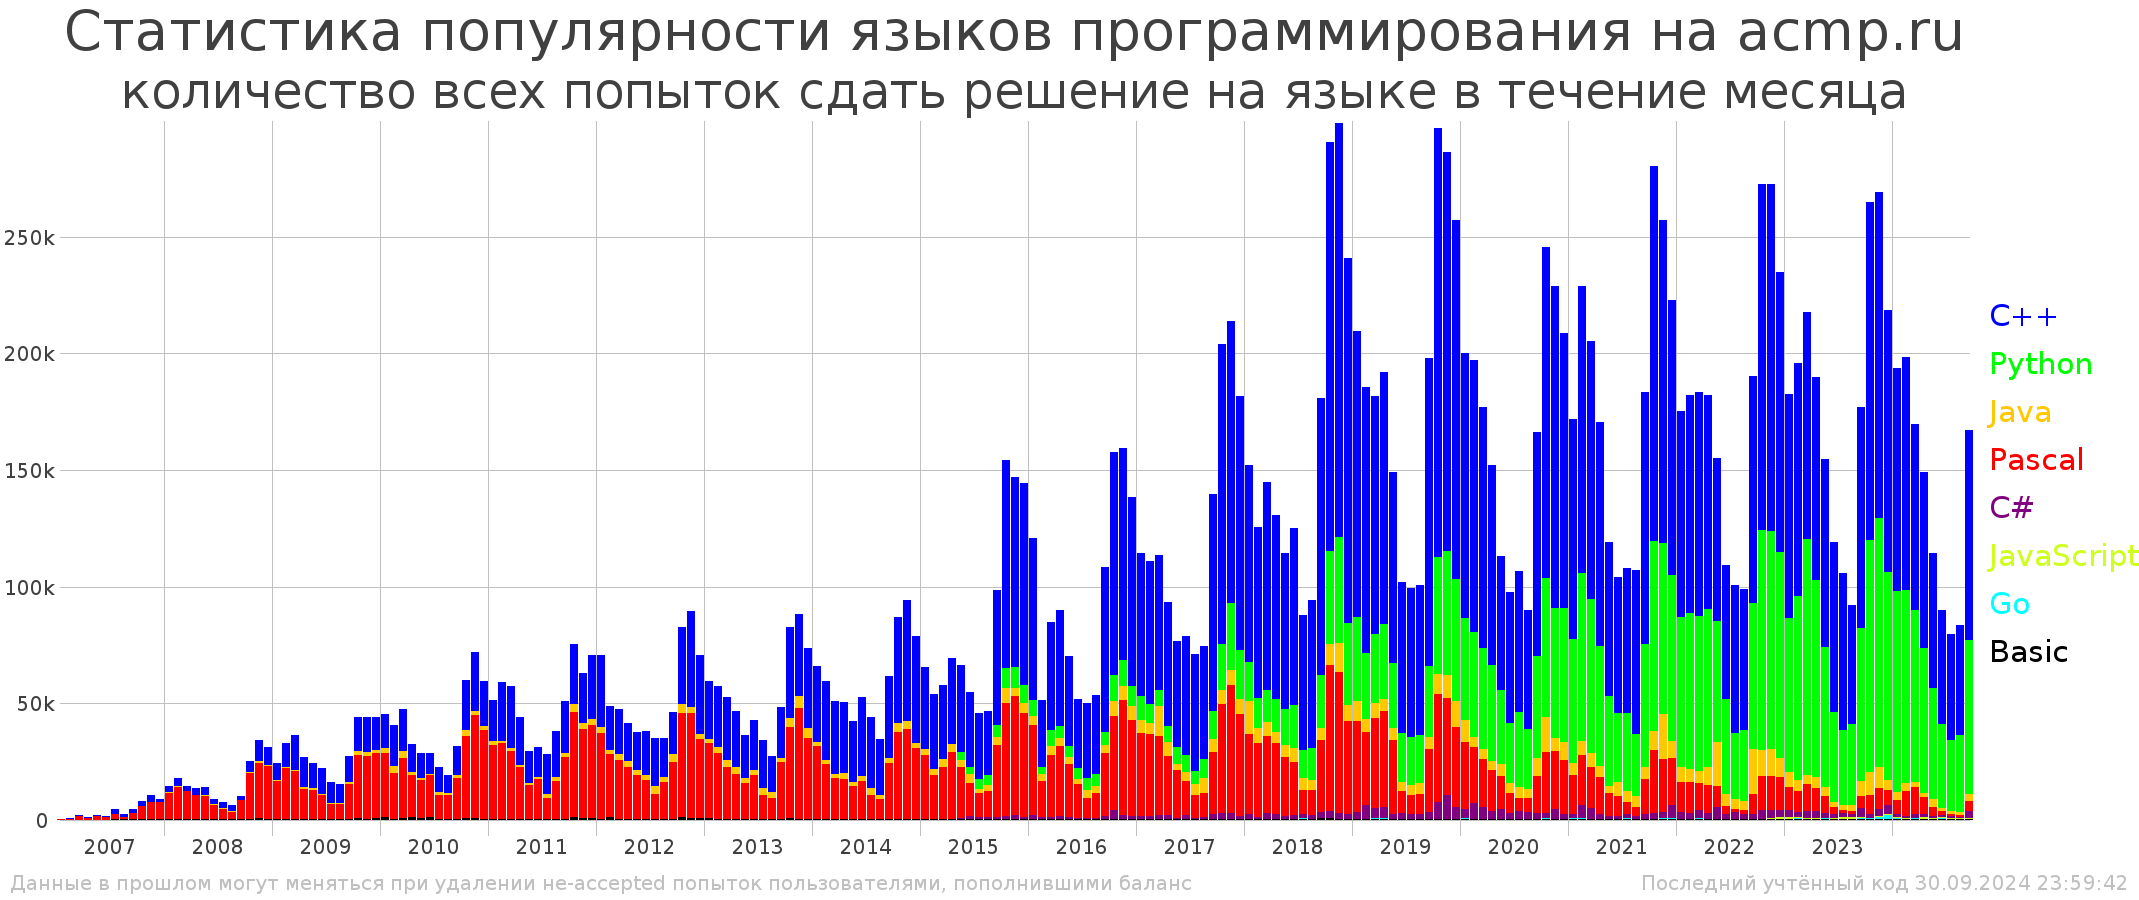 Статистика популярности языков программирования на acmp.ru
количество всех попыток сдать решение на языке в течение месяца
250k
200k
150k
100k
50k
0
C++
Python
Java
Pascal
C#
JavaScript
Go
Basic
2007 2008 2009 2010 2011 2012 2013 2014 2015 2016 2017 2018 2019 2020 2021 2022 2023
Данные в прошлом могут меняться при удалении не-accepted попыток пользователями, пополнившими баланс
Последний учтённый код 30.09.2024 23:59:42